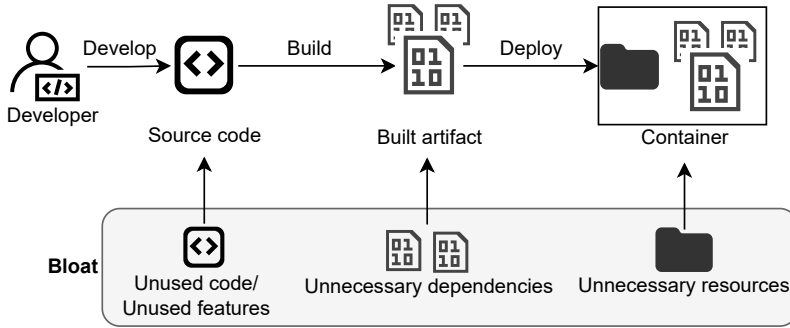 Develop
Build
Deploy
Developer
Source code
Built artifact
Container
Bloat
Unused code/
Unused features
Unnecessary dependencies
Unnecessary resources